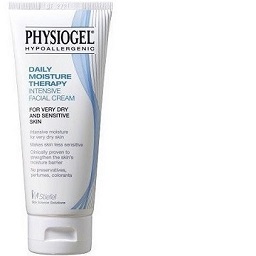 PHYSIOGEL
HYPOALLERGENIC
DAILY
MOISTURE
THERAPY
INTENSIVE
FACIAL CREAM
FOR VERY DRY
AND SENSITIVE
SKIN
Intensive moisture
for very dry skin
Makes skin less sensitive
Clinically proven to
strengthen the skin's
moisture barrier
No preservatives,
perfumes, colorants
Stiefel